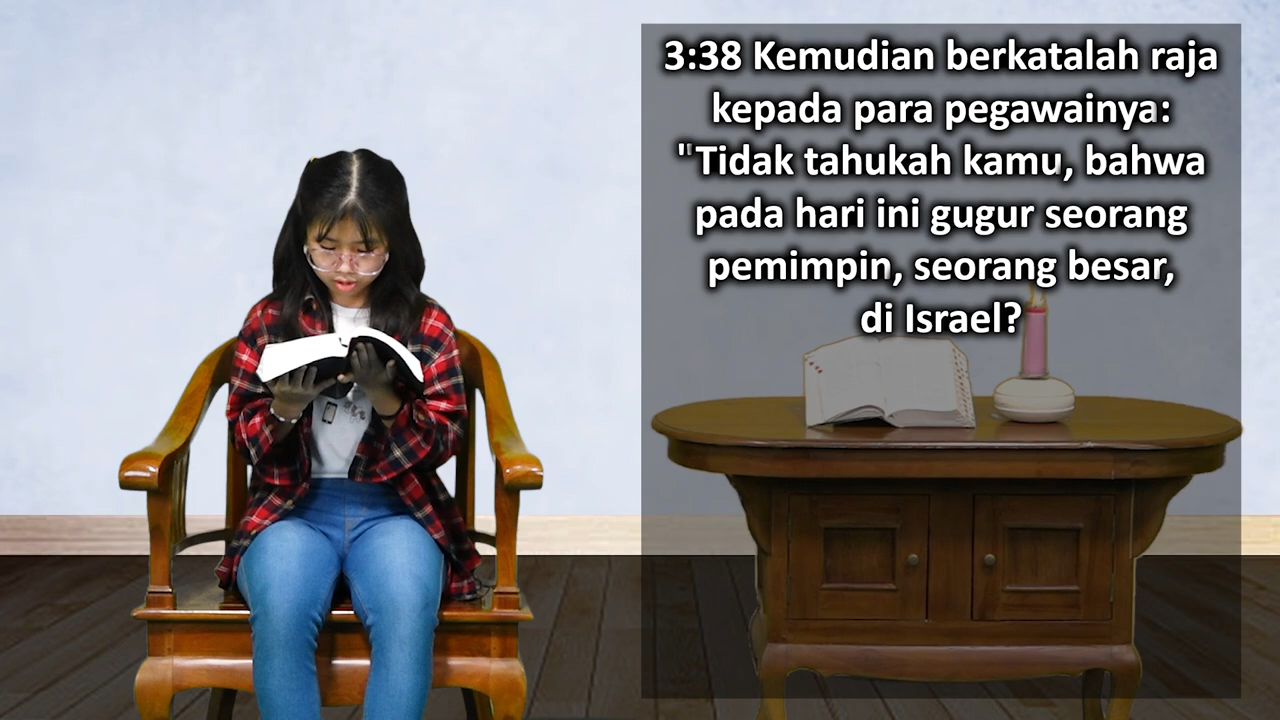 3:38 Kemudian berkatalah raja
kepada para pegawainya:
"Tidak tahukah kamu, bahwa
pada hari ini gugur seorang
pemimpin, seorang besar,
di Israel?